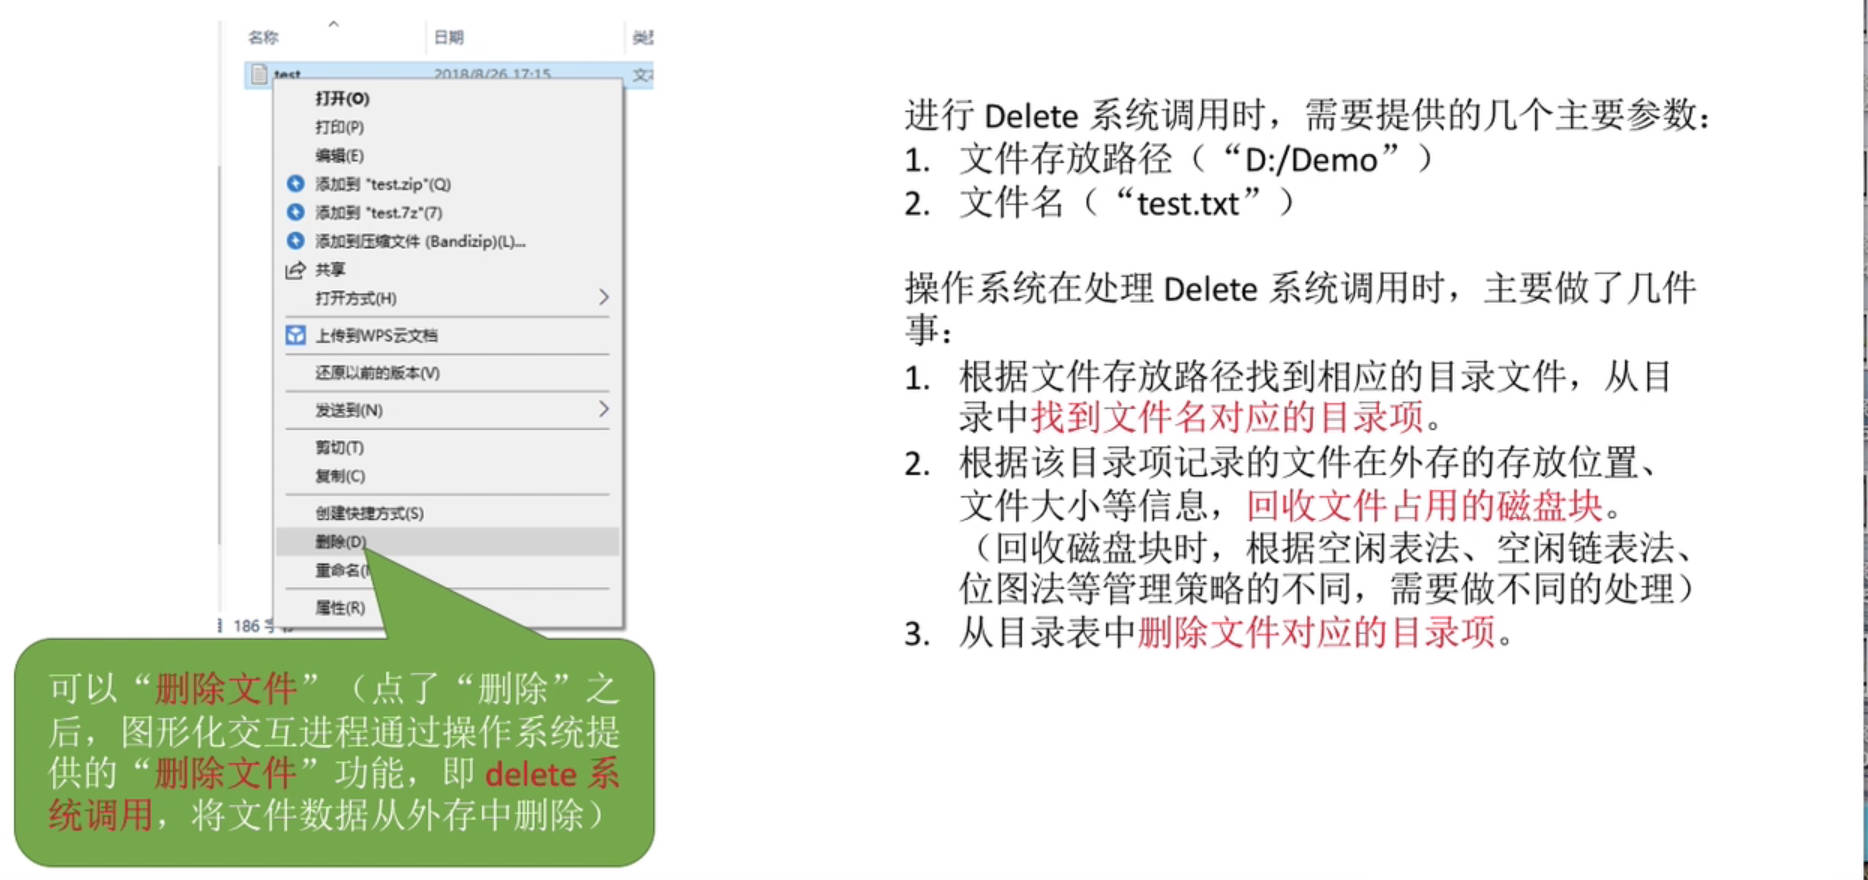 名称
日期
类型
test
2018/8/26 17:15
打开(O)
打印(P)
编辑(E)
添加到 "test.zip"(Q)
添加到 "test.7z"(7)
添加到压缩文件 (Bandizip)(L)...
共享
打开方式(H)
上传到WPS云文档
还原以前的版本(V)
发送到(N)
剪切(T)
复制(C)
创建快捷方式(S)
删除(D)
重命名(
属性(R)
186
可以“删除文件”（点了“删除”之
后，图形化交互进程通过操作系统提
供的“删除文件”功能，即 delete 系
统调用，将文件数据从外存中删除）
进行 Delete 系统调用时，需要提供的几个主要参数：
1. 文件存放路径（“D:/Demo”）
2. 文件名（“test.txt”）
操作系统在处理 Delete 系统调用时，主要做了几件
事：
1. 根据文件存放路径找到相应的目录文件，从目
录中找到文件名对应的目录项。
2. 根据该目录项记录的文件在外存的存放位置、
文件大小等信息，回收文件占用的磁盘块。
（回收磁盘块时，根据空闲表法、空闲链表法、
位图法等管理策略的不同，需要做不同的处理）
3. 从目录表中删除文件对应的目录项。